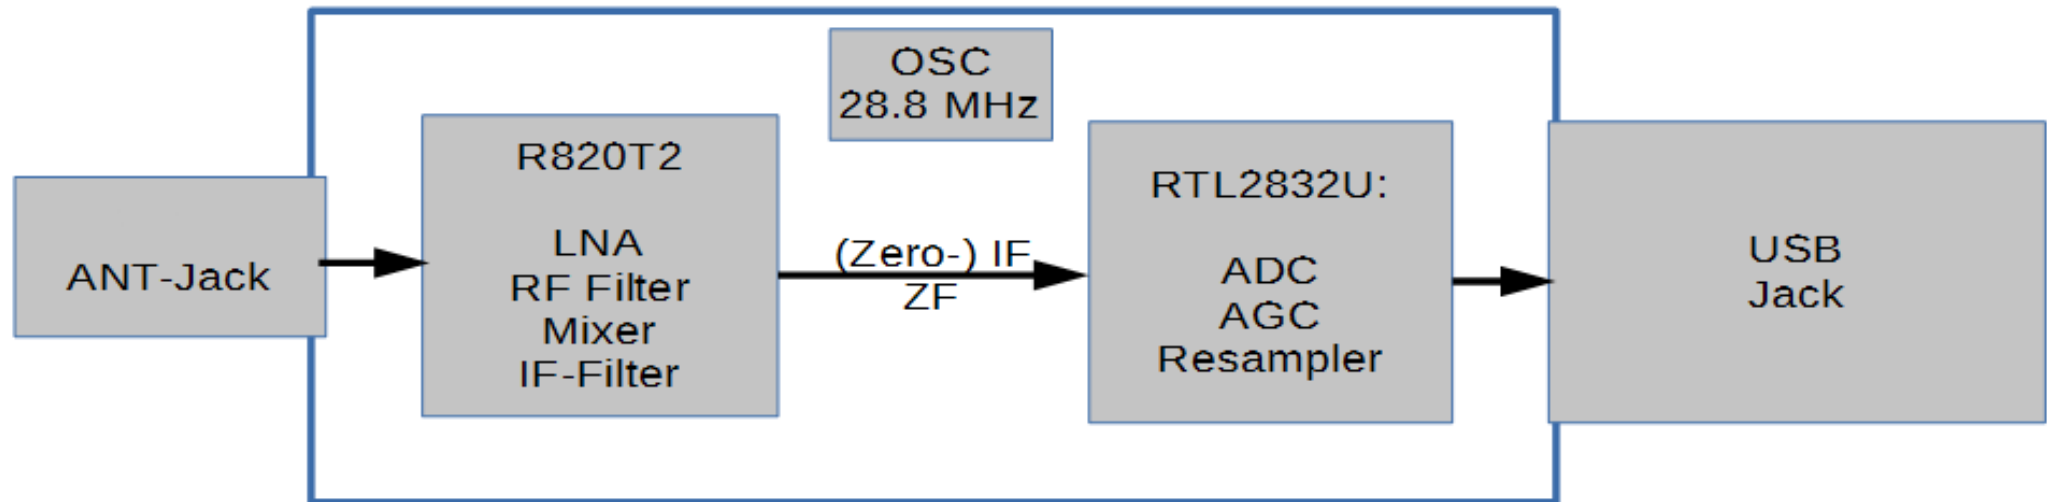 OSC
28.8 MHz
R820T2
LNA
RF Filter
Mixer
IF-Filter
ANT-Jack
(Zero-) IF
ZF
RTL2832U:
ADC
AGC
Resampler
USB
Jack